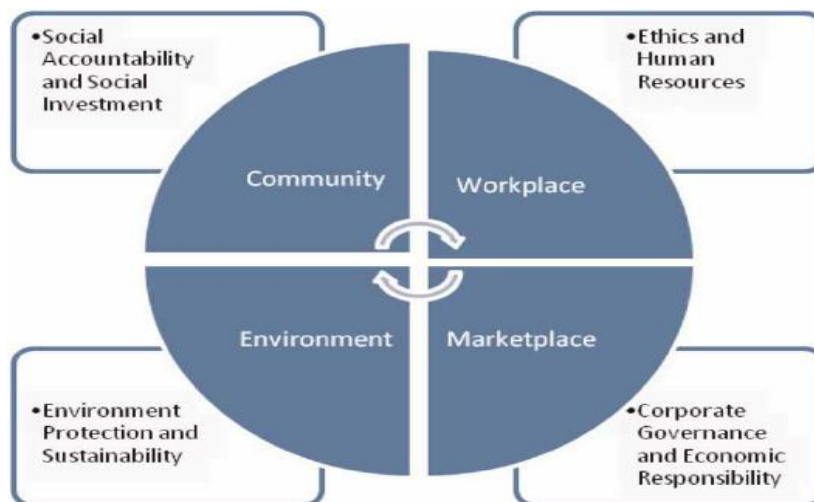 •Social
Accountability
and Social
Investment
•Ethics and
Human
Resources
Community
Workplace
Environment
Marketplace
•Environment
Protection and
Sustainability
•Corporate
Governance
and Economic
Responsibility